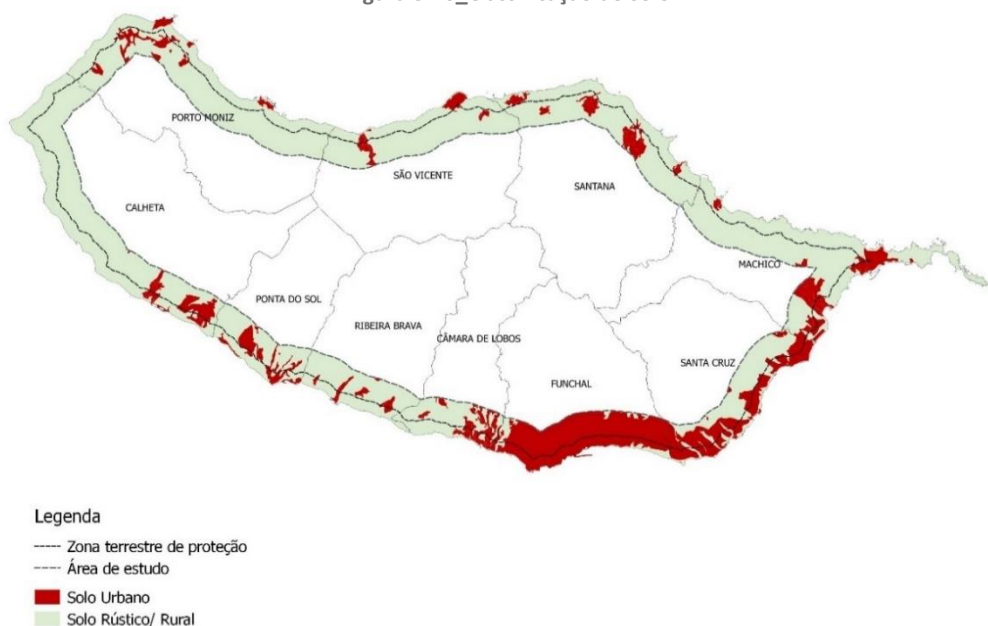 PORTO MONIZ
SÃO VICENTE
SANTANA
CALHETA
MACHICO
PONTA DO SOL
RIBEIRA BRAVA
CÂMARA DE LOBOS
SANTA CRUZ
FUNCHAL
Legenda
Zona terrestre de proteção
Área de estudo
Solo Urbano
Solo Rústico/ Rural